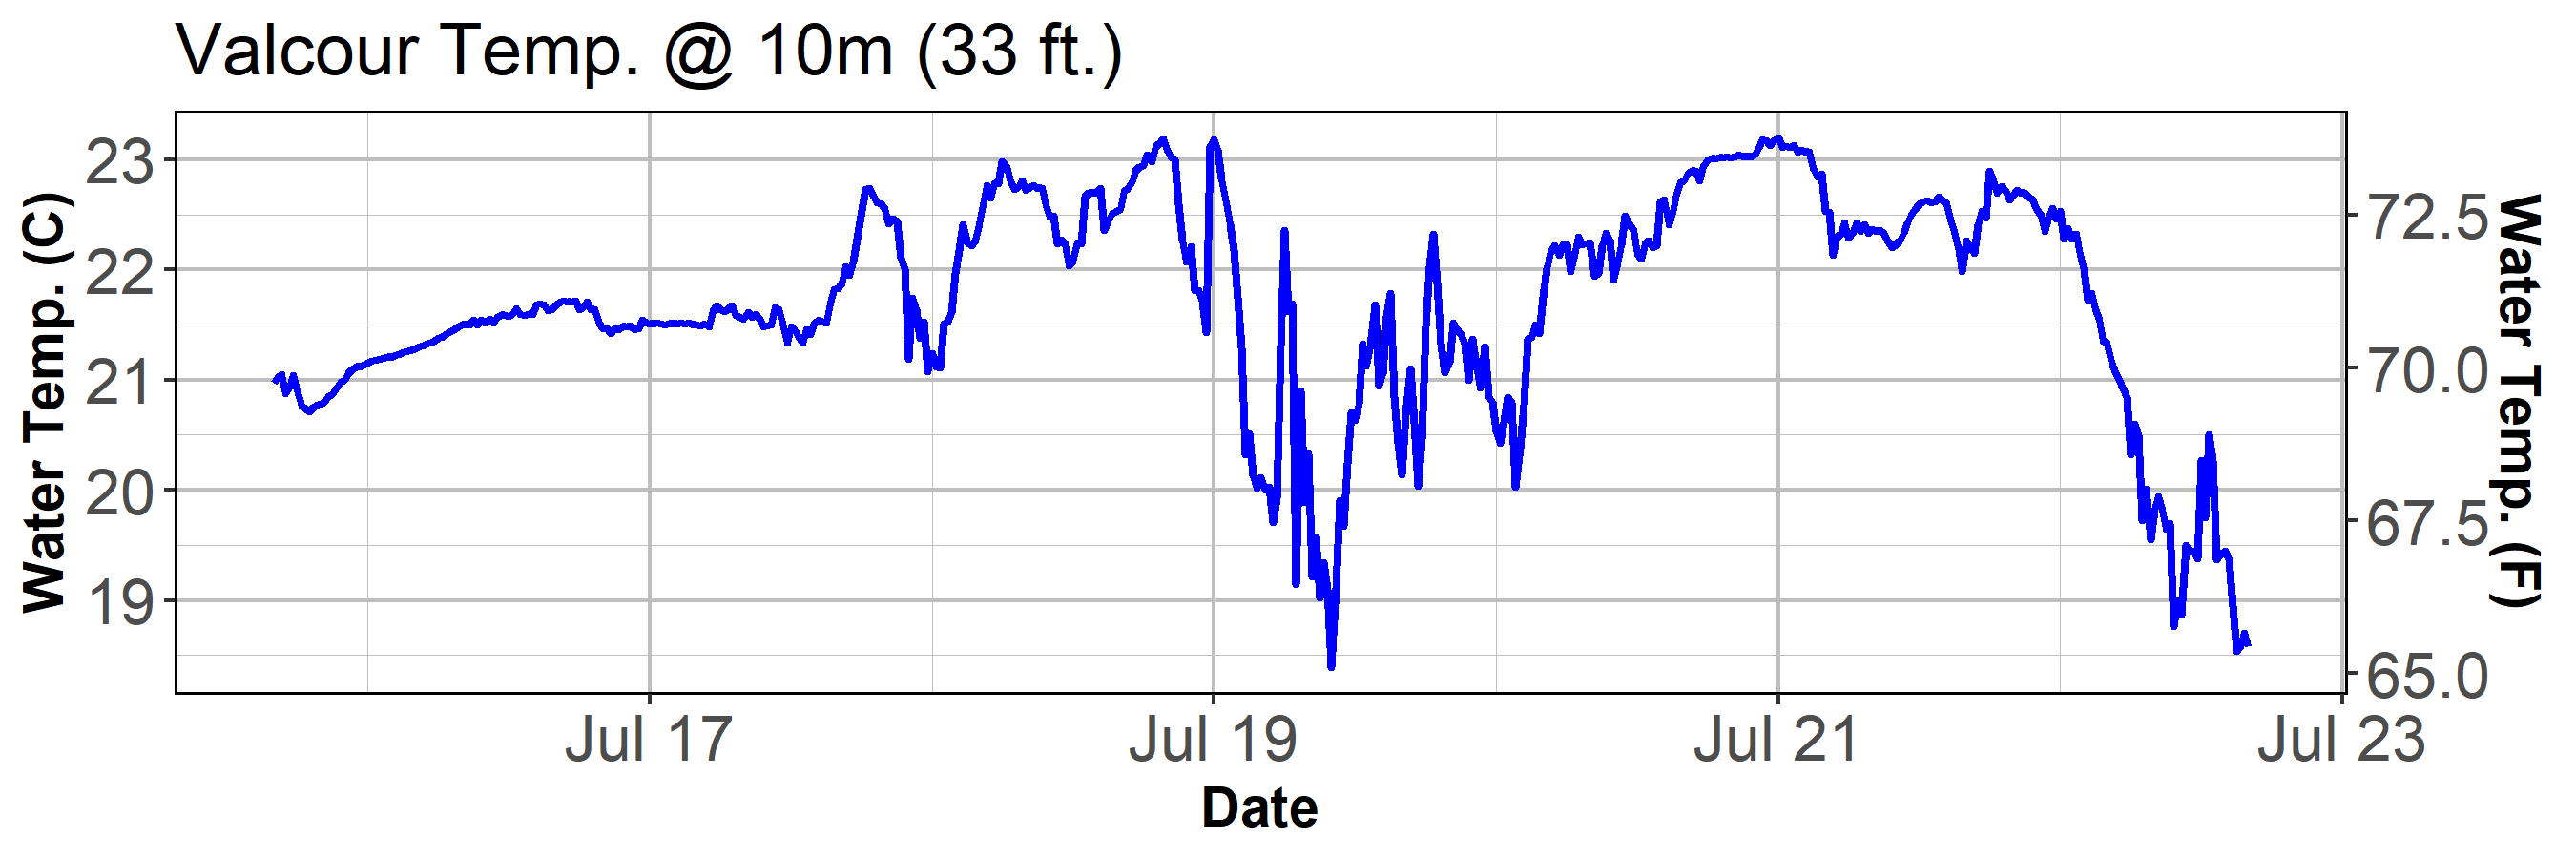 Valcour Temp. @ 10m (33 ft.)
Water Temp. (C)
23
22
21
20
19
72.5
70.0
67.5
65.0
Water Temp. (F)
Jul 17
Jul 19
Jul 21
Jul 23
Date